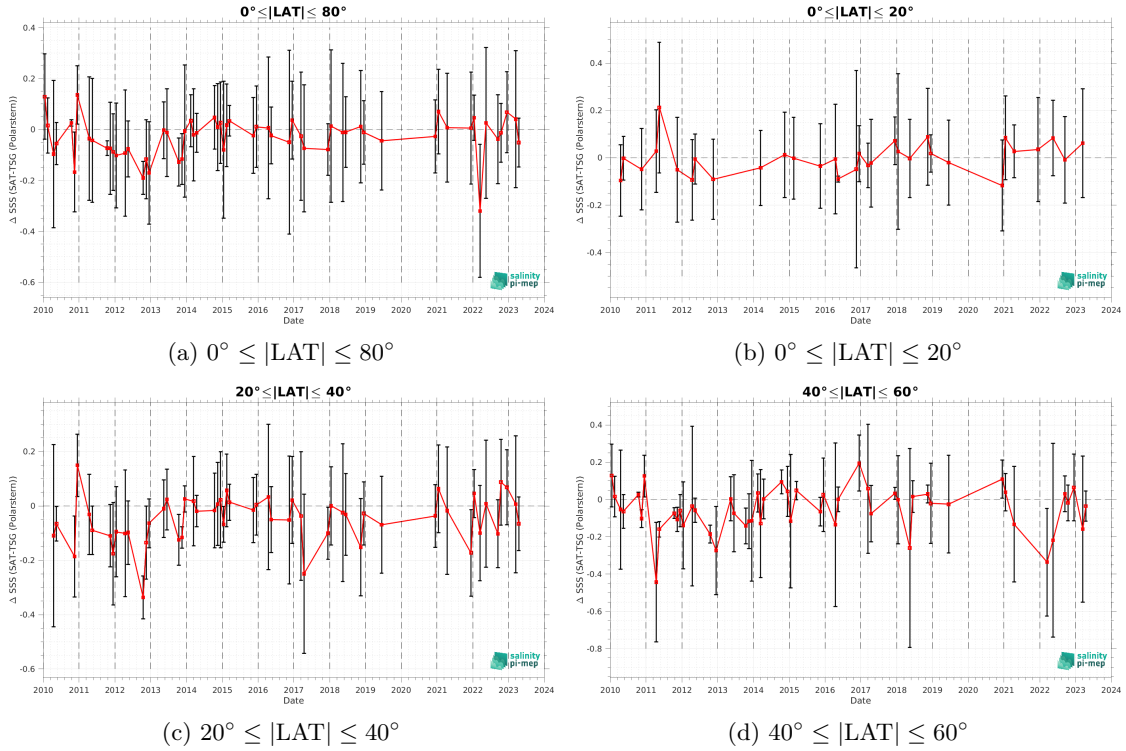 0°≤|LAT|≤ 80°
Δ SSS (SAT-TSG (Polarstern))
0.4
0.2
0
-0.2
-0.4
-0.6
salinity
pi-mep
2010 2011 2012 2013 2014 2015 2016 2017 2018 2019 2020 2021 2022 2023 2024
Date
(a) 0° ≤ |LAT| ≤ 80°
0°≤|LAT|≤ 20°
Δ SSS (SAT-TSG (Polarstern))
0.6
0.4
0.2
0
-0.2
-0.4
salinity
pi-mep
2010 2011 2012 2013 2014 2015 2016 2017 2018 2019 2020 2021 2022 2023 2024
Date
(b) 0° ≤ |LAT| ≤ 20°
20°≤|LAT|≤ 40°
Δ SSS (SAT-TSG (Polarstern))
0.2
0
-0.2
-0.4
-0.6
salinity
pi-mep
2010 2011 2012 2013 2014 2015 2016 2017 2018 2019 2020 2021 2022 2023 2024
Date
(c) 20° ≤ |LAT| ≤ 40°
40°≤|LAT|≤ 60°
Δ SSS (SAT-TSG (Polarstern))
0.4
0.2
0
-0.2
-0.4
-0.6
-0.8
salinity
pi-mep
2010 2011 2012 2013 2014 2015 2016 2017 2018 2019 2020 2021 2022 2023 2024
Date
(d) 40° ≤ |LAT| ≤ 60°